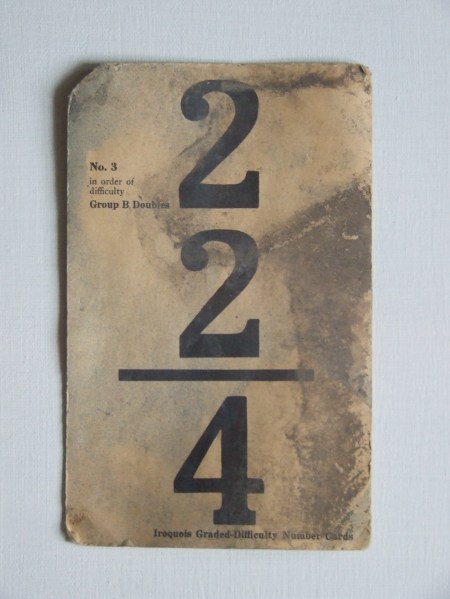 2
No. 3
in order of
difficulty
Group B Doubles
2
4
Iroquois Graded-Difficulty Number Cards